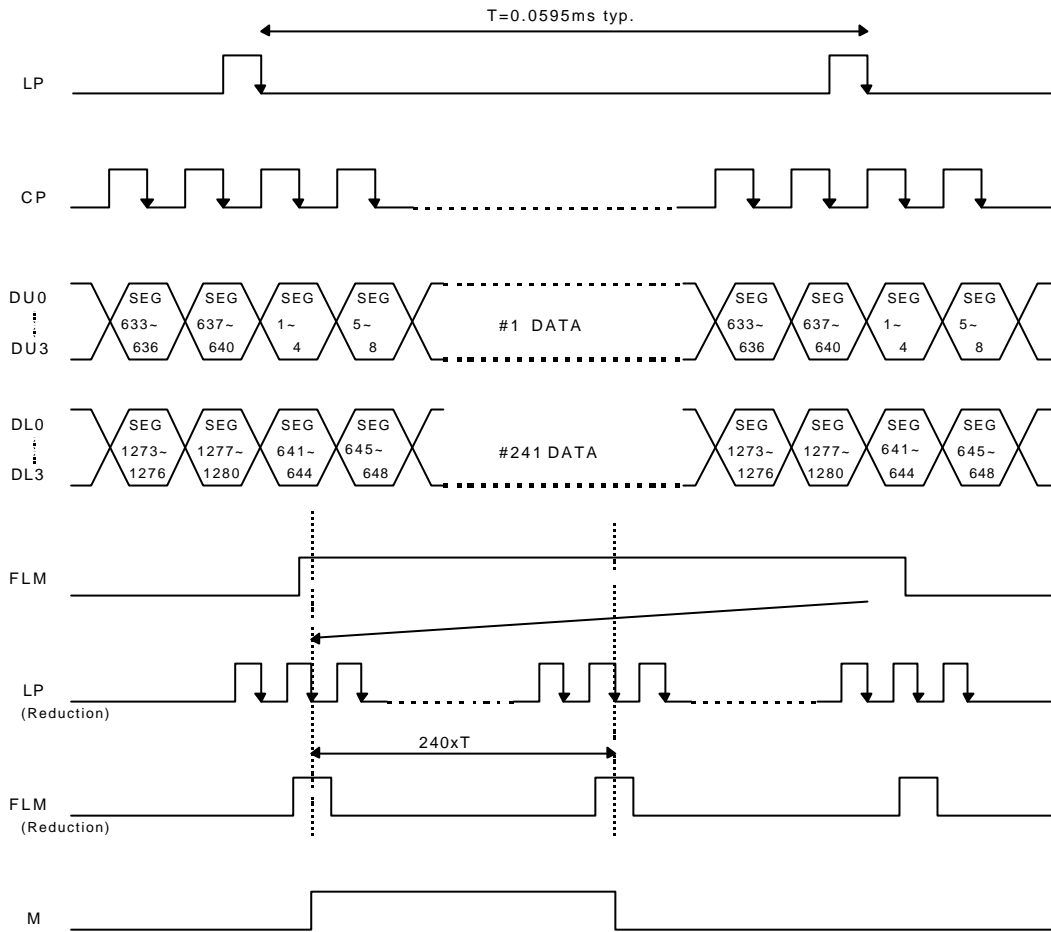 T=0.0595ms typ.
LP
CP
DU0
DU3
SEG
633~
636
SEG
637~
640
SEG
1~
4
SEG
5~
8
#1 DATA
SEG
633~
636
SEG
637~
640
SEG
1~
4
SEG
5~
8
DL0
DL3
SEG
1273~
1276
SEG
1277~
1280
SEG
641~
644
SEG
645~
648
#241 DATA
SEG
1273~
1276
SEG
1277~
1280
SEG
641~
644
SEG
645~
648
FLM
LP
(Reduction)
240xT
FLM
(Reduction)
M